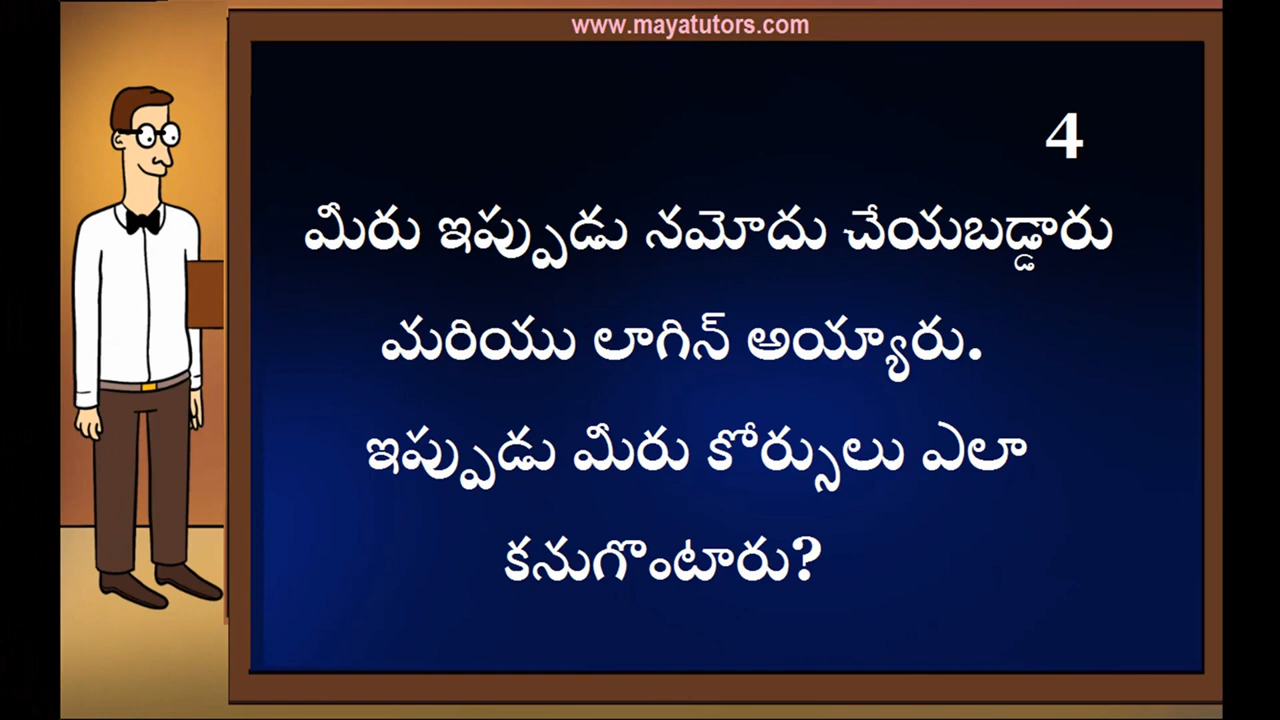 www.mayatutors.com
4
మీరు ఇప్పుడు నమోదు చేయబడ్డారు
మరియు లాగిన్ అయ్యారు.
ఇప్పుడు మీరు కోర్సులు ఎలా
కనుగొంటారు?